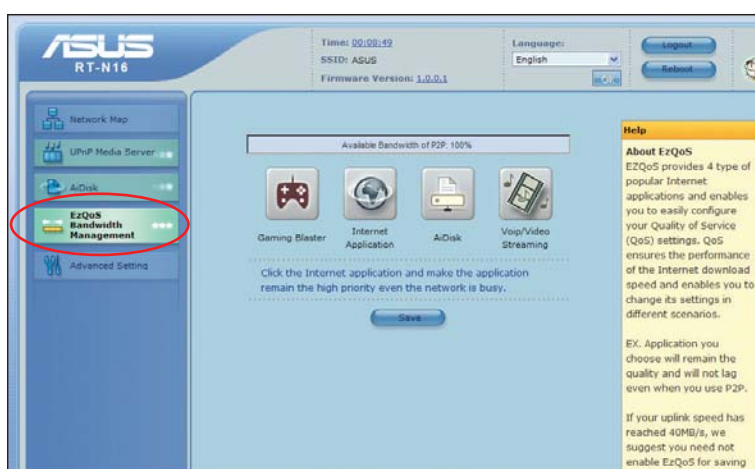 ASUS
RT-N16
Time: 00:08:49
SSID: ASUS
Firmware Version: 1.0.0.1
Language:
English
Logout
Reboot
Network Map
UPnP Media Server
AiDisk
EzQoS
Bandwidth
Management
Advanced Setting
Available Bandwidth of P2P: 100%
Gaming Blaster
Internet
Application
AiDisk
Voip/Video
Streaming
Click the Internet application and make the application
remain the high priority even the network is busy.
Save
Help
About EzQoS
EZQoS provides 4 type of
popular Internet
applications and enables
you to easily configure
your Quality of Service
(QoS) settings. QoS
ensures the performance
of the Internet download
speed and enables you to
change its settings in
different scenarios.
EX. Application you
choose will remain the
quality and will not lag
even when you use P2P.
If your uplink speed has
reached 40MB/s, we
suggest you need not
enable EzQoS for saving